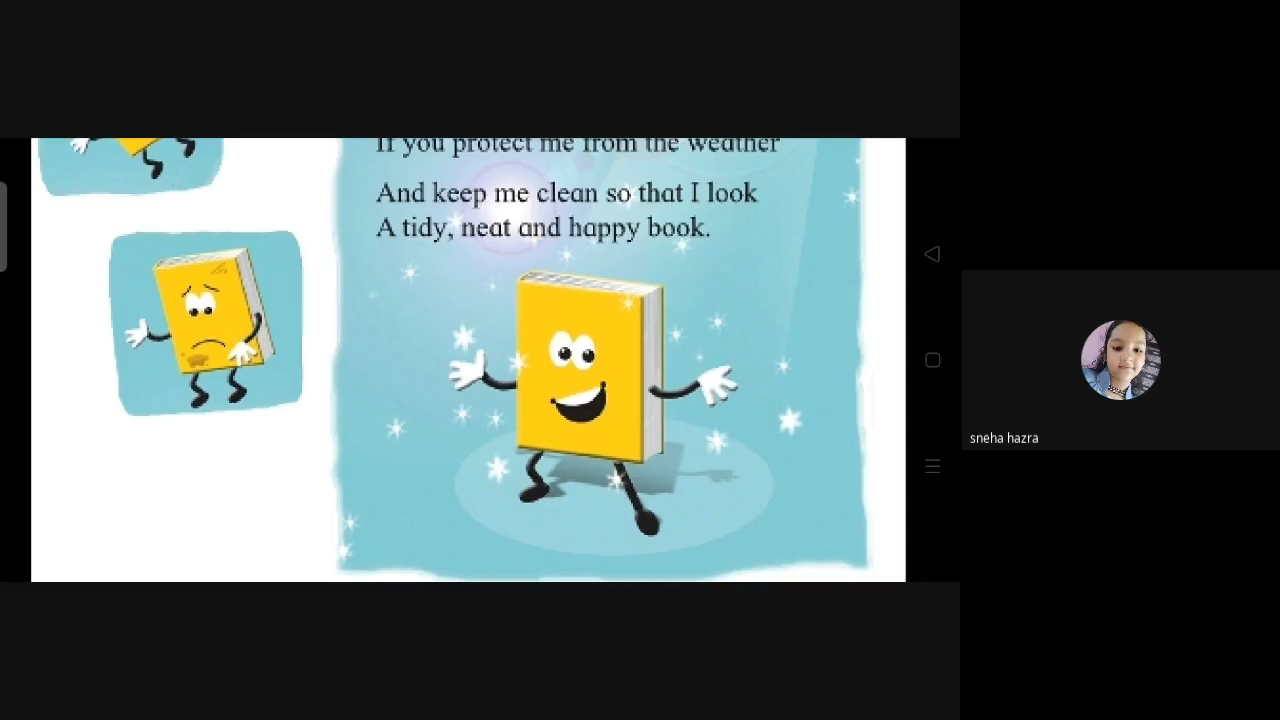 If you protect me from the weather
And keep me clean so that I look
A tidy, neat and happy book.
sneha hazra